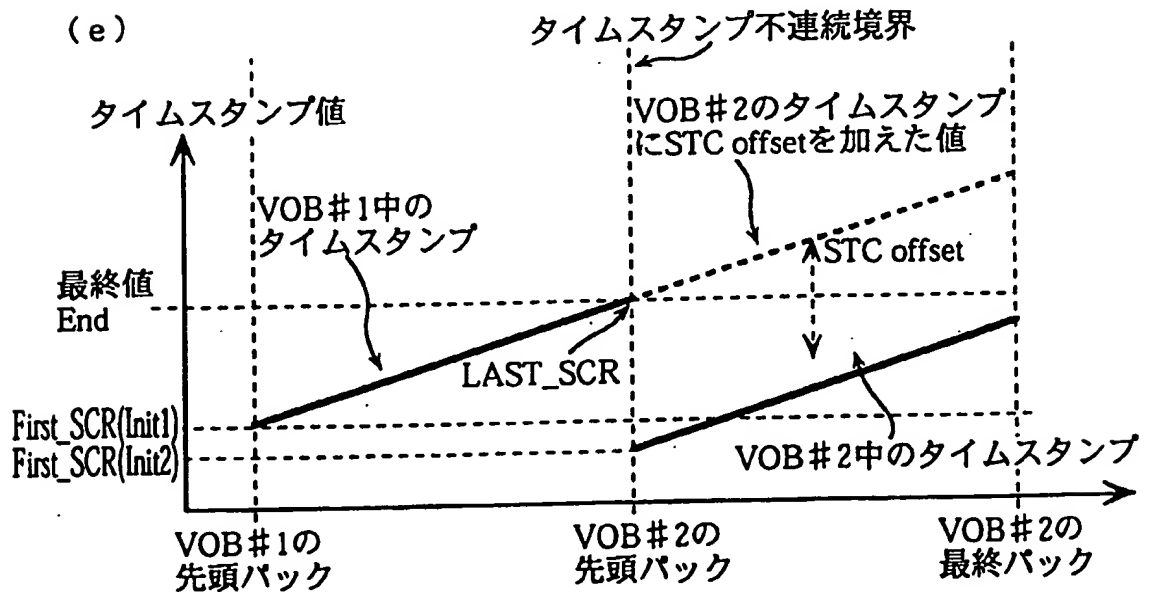 (e)
タイムスタンプ不連続境界
タイムスタンプ値
VOB#2のタイムスタンプ
にSTC offsetを加えた値
VOB#1中の
タイムスタンプ
STC offset
最終値
End
LAST_SCR
First_SCR(Init1)
First_SCR(Init2)
VOB#2中のタイムスタンプ
VOB#1の
先頭パック
VOB#2の
先頭パック
VOB#2の
最終パック